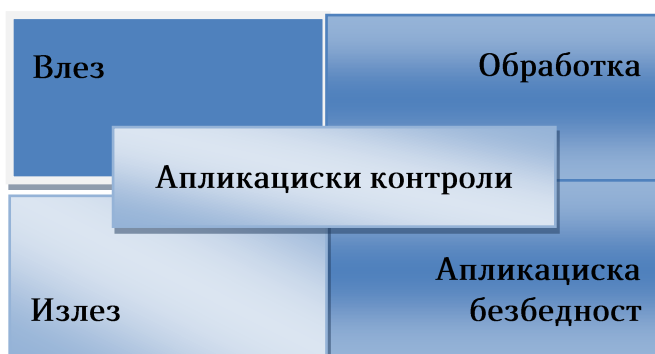 Влез
Обработка
Апликациски контроли
Излез
Апликациска
безбедност